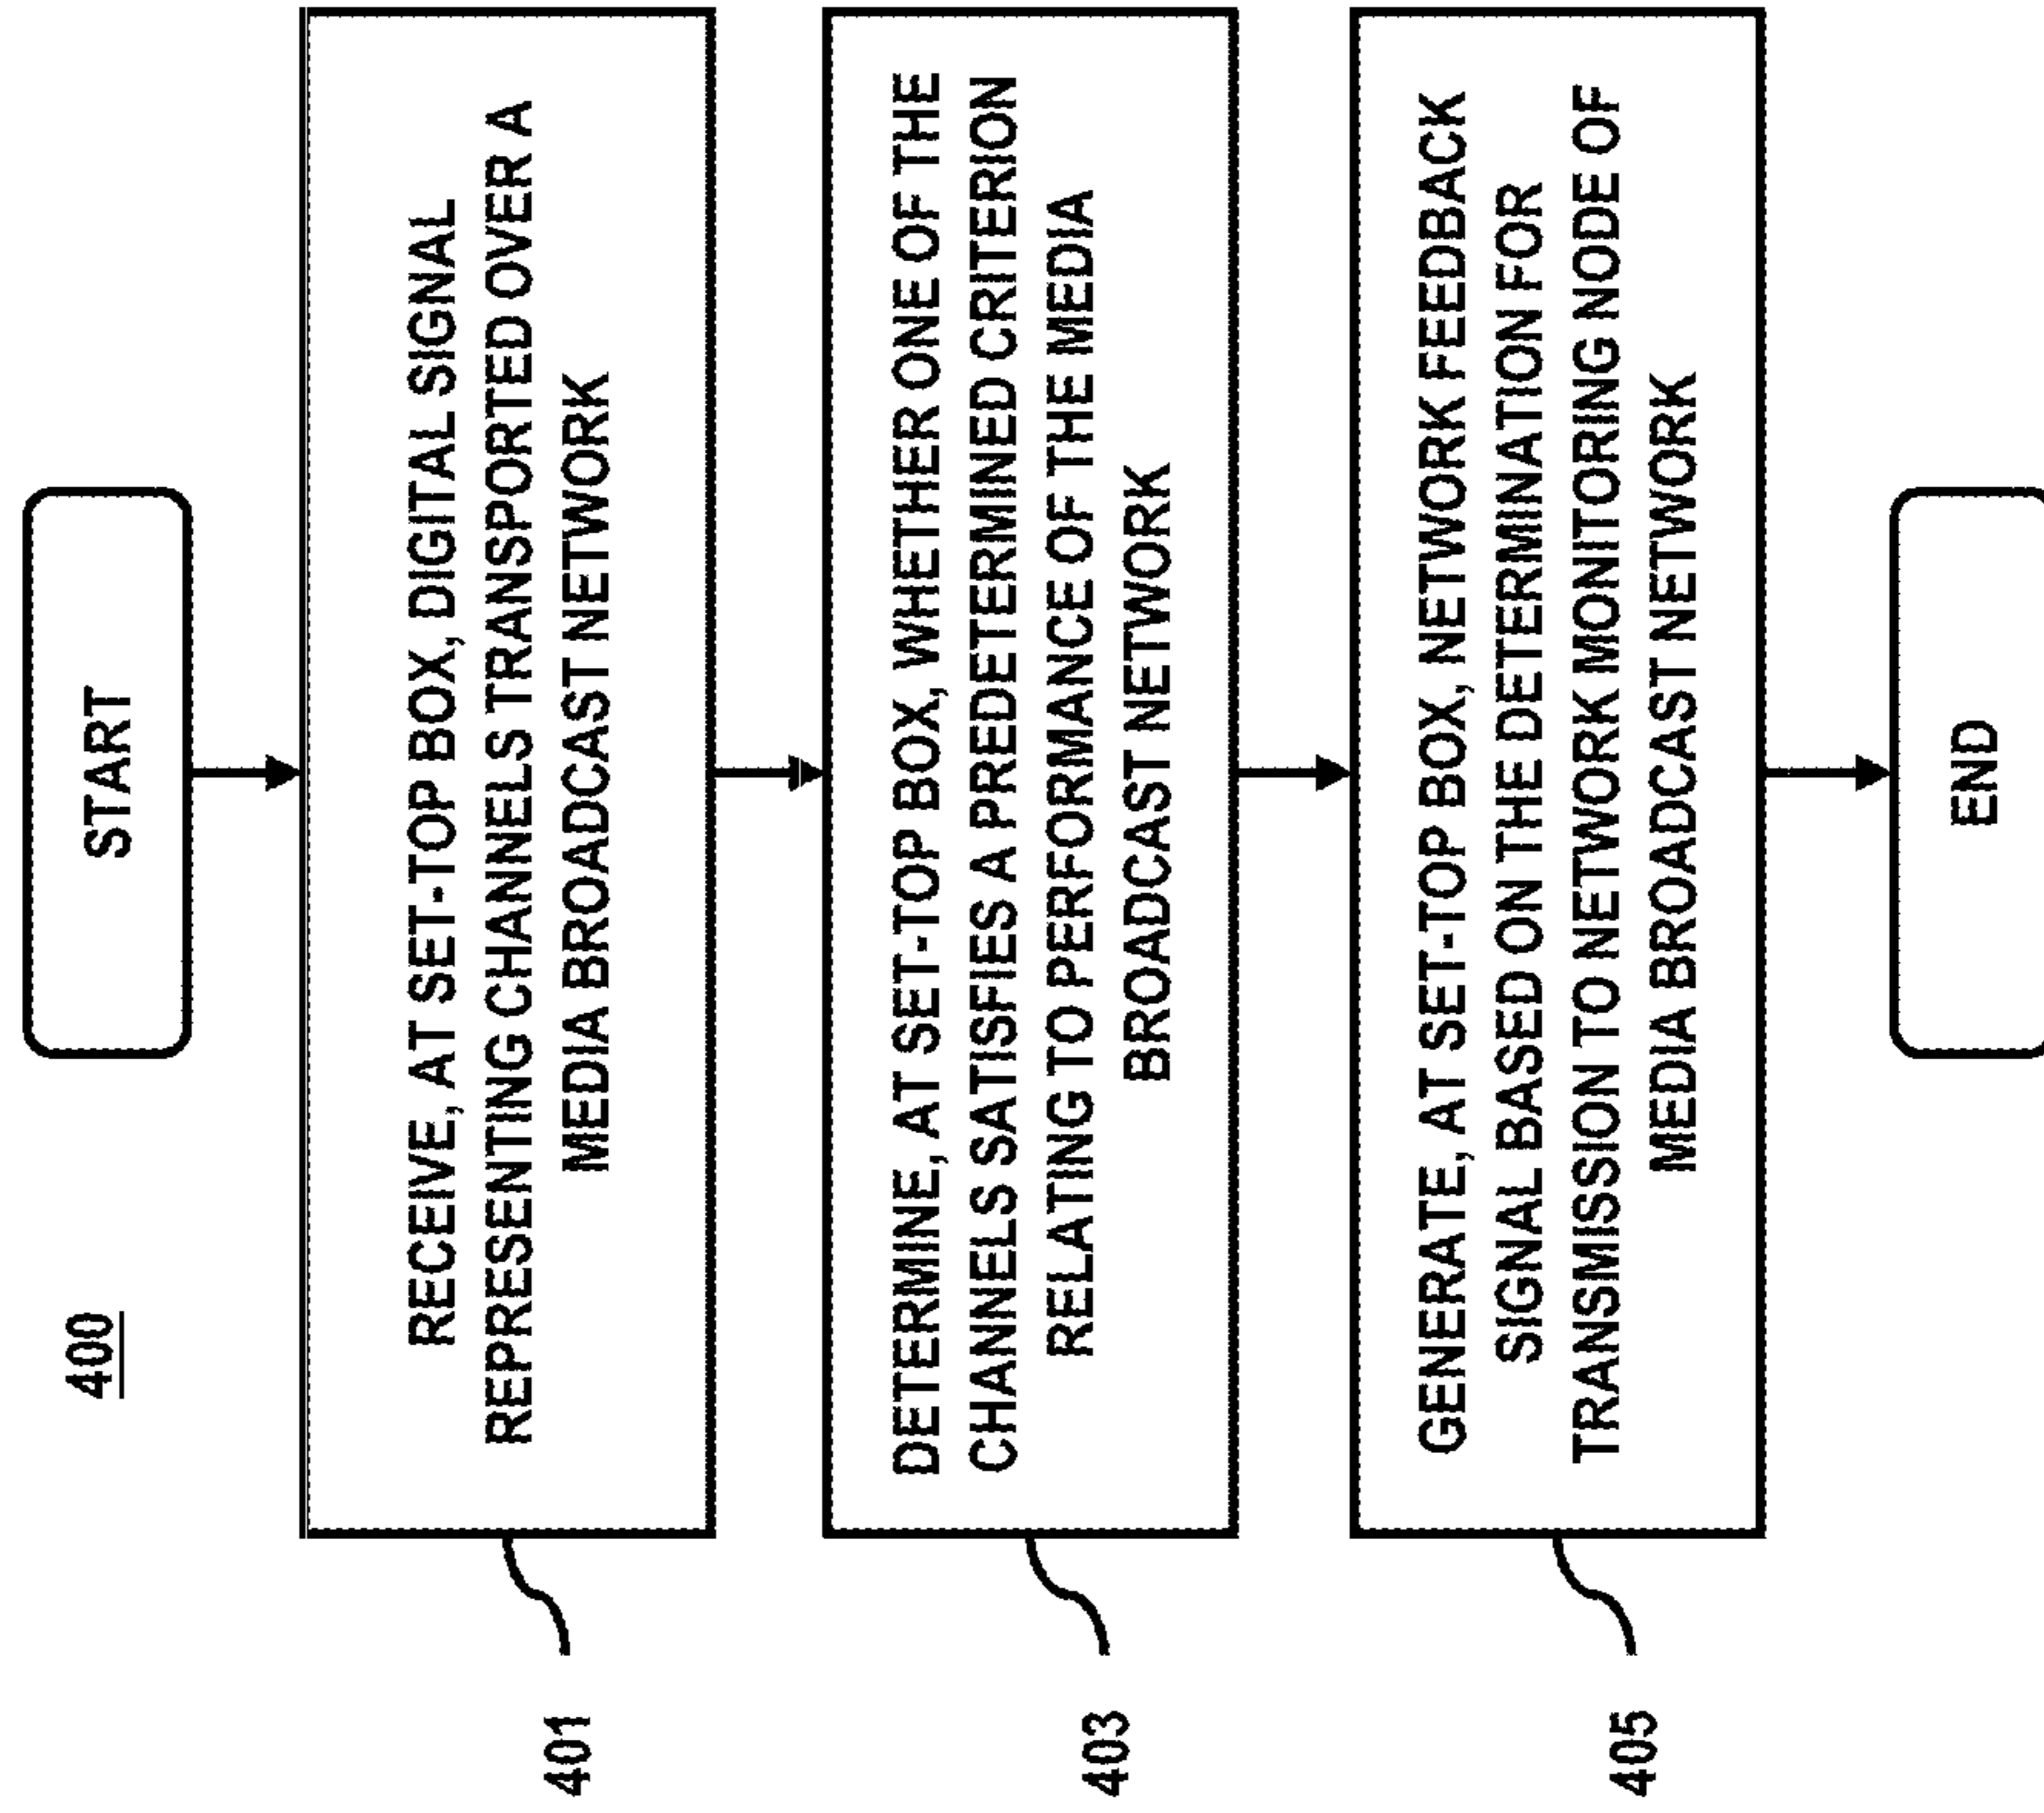 400
START
RECEIVE, AT SET-TOP BOX, DIGITAL SIGNAL
REPRESENTING CHANNELS TRANSPORTED OVER A
MEDIA BROADCAST NETWORK
401
DETERMINE, AT SET-TOP BOX, WHETHER ONE OF THE
CHANNELS SATISFIES A PREDETERMINED CRITERION
RELATING TO PERFORMANCE OF THE MEDIA
BROADCAST NETWORK
403
GENERATE, AT SET-TOP BOX, NETWORK FEEDBACK
SIGNAL BASED ON THE DETERMINATION FOR
TRANSMISSION TO NETWORK MONITORING NODE OF
MEDIA BROADCAST NETWORK
405
END